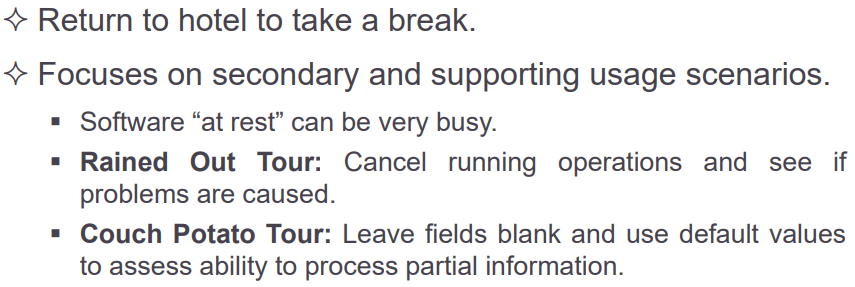 ✧ Return to hotel to take a break.
✧ Focuses on secondary and supporting usage scenarios.
▪ Software “at rest” can be very busy.
▪ Rained Out Tour: Cancel running operations and see if
problems are caused.
▪ Couch Potato Tour: Leave fields blank and use default values
to assess ability to process partial information.